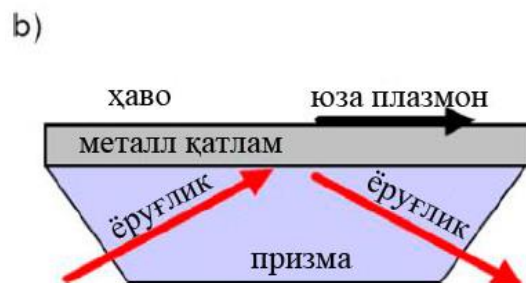 b)
ҳаво
юза плазмон
металл қатлам
ёруғлик
ёруғлик
призма